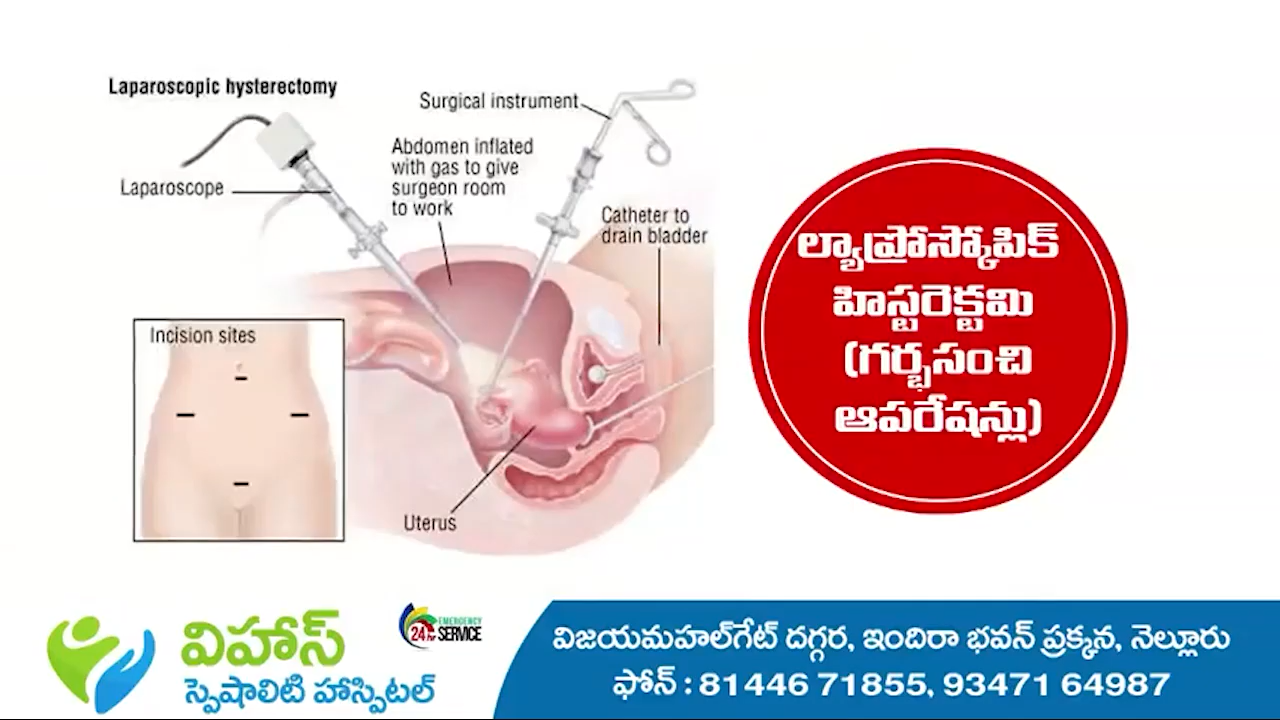 Laparoscopic hysterectomy
Surgical instrument
Abdomen inflated
with gas to give
surgeon room
to work
Laparoscope
Catheter to
drain bladder
Incision sites
Uterus
ల్యాప్రోస్కోపిక్
హిస్టరెక్టమి
(గర్భసంచి
ఆపరేషన్లు)
విహాస్
స్పెషాలిటి హాస్పిటల్
EMERGENCY
24 Hr SERVICE
విజయమహల్‌గేట్ దగ్గర, ఇందిరా భవన్ ప్రక్కన, నెల్లూరు
ఫోన్ : 81446 71855, 93471 64987